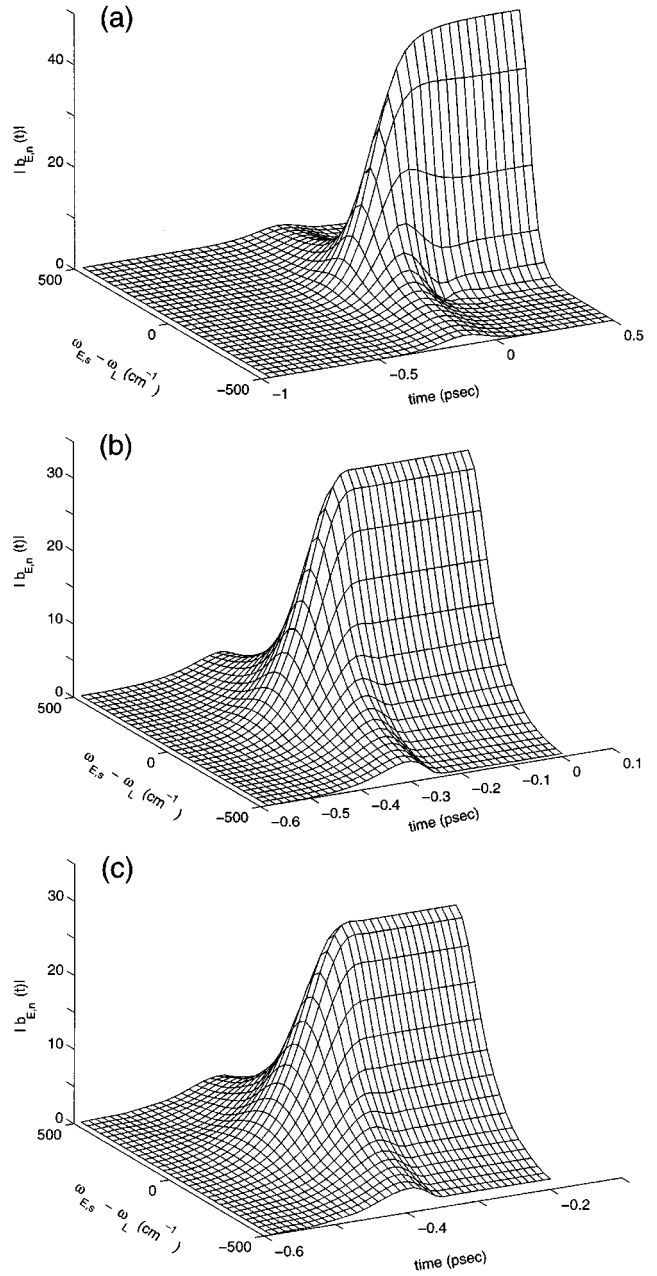 (a)
40
20
0
| b_E,n (t)|
500
0
−500
ω_E,s − ω_L (cm⁻¹)
−1
−0.5
0
0.5
time (psec)
(b)
30
20
10
0
| b_E,n (t)|
500
0
−500
ω_E,s − ω_L (cm⁻¹)
−0.6
−0.5
−0.4
−0.3
−0.2
−0.1
0
0.1
time (psec)
(c)
30
20
10
0
| b_E,n (t)|
500
0
−500
ω_E,s − ω_L (cm⁻¹)
−0.6
−0.4
−0.2
time (psec)